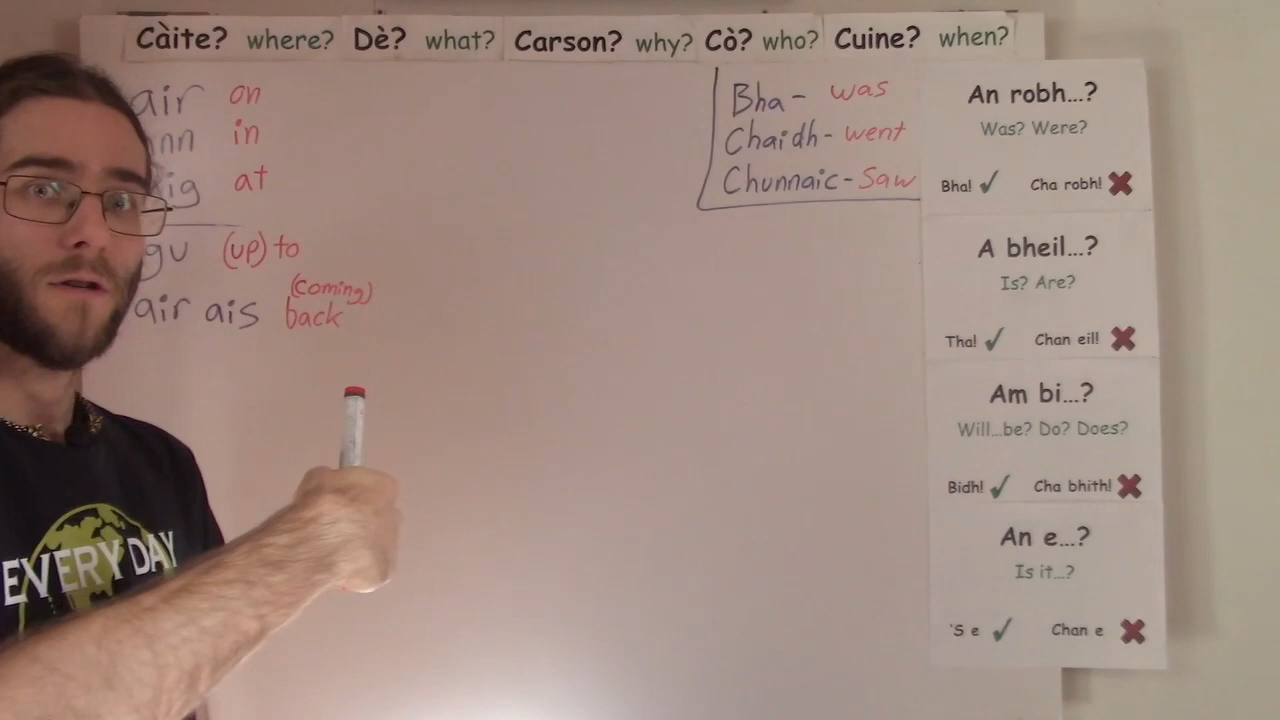 Càite? where? Dè? what? Carson? why? Cò? who? Cuine? when?
air on
in
at
gu (up) to
(coming)
air ais back
Bha - was
Chaidh - went
Chunnaic - Saw
An robh...?
Was? Were?
Bha! ✓ Cha robh! ✗
A bheil...?
Is? Are?
Tha! ✓ Chan eil! ✗
Am bi...?
Will...be? Do? Does?
Bidh! ✓ Cha bhith! ✗
An e...?
Is it...?
'S e ✓ Chan e ✗
EVERY DAY